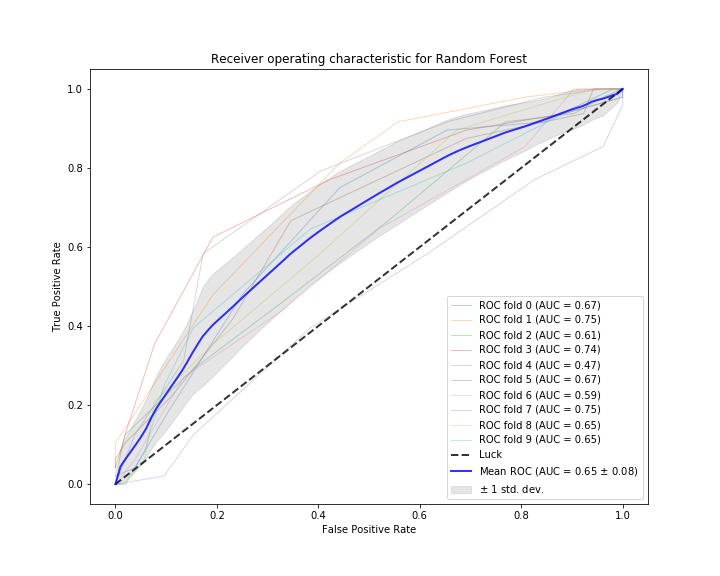 Receiver operating characteristic for Random Forest
True Positive Rate
1.0
0.8
0.6
0.4
0.2
0.0
ROC fold 0 (AUC = 0.67)
ROC fold 1 (AUC = 0.75)
ROC fold 2 (AUC = 0.61)
ROC fold 3 (AUC = 0.74)
ROC fold 4 (AUC = 0.47)
ROC fold 5 (AUC = 0.67)
ROC fold 6 (AUC = 0.59)
ROC fold 7 (AUC = 0.75)
ROC fold 8 (AUC = 0.65)
ROC fold 9 (AUC = 0.65)
Luck
Mean ROC (AUC = 0.65 ± 0.08)
± 1 std. dev.
0.0 0.2 0.4 0.6 0.8 1.0
False Positive Rate